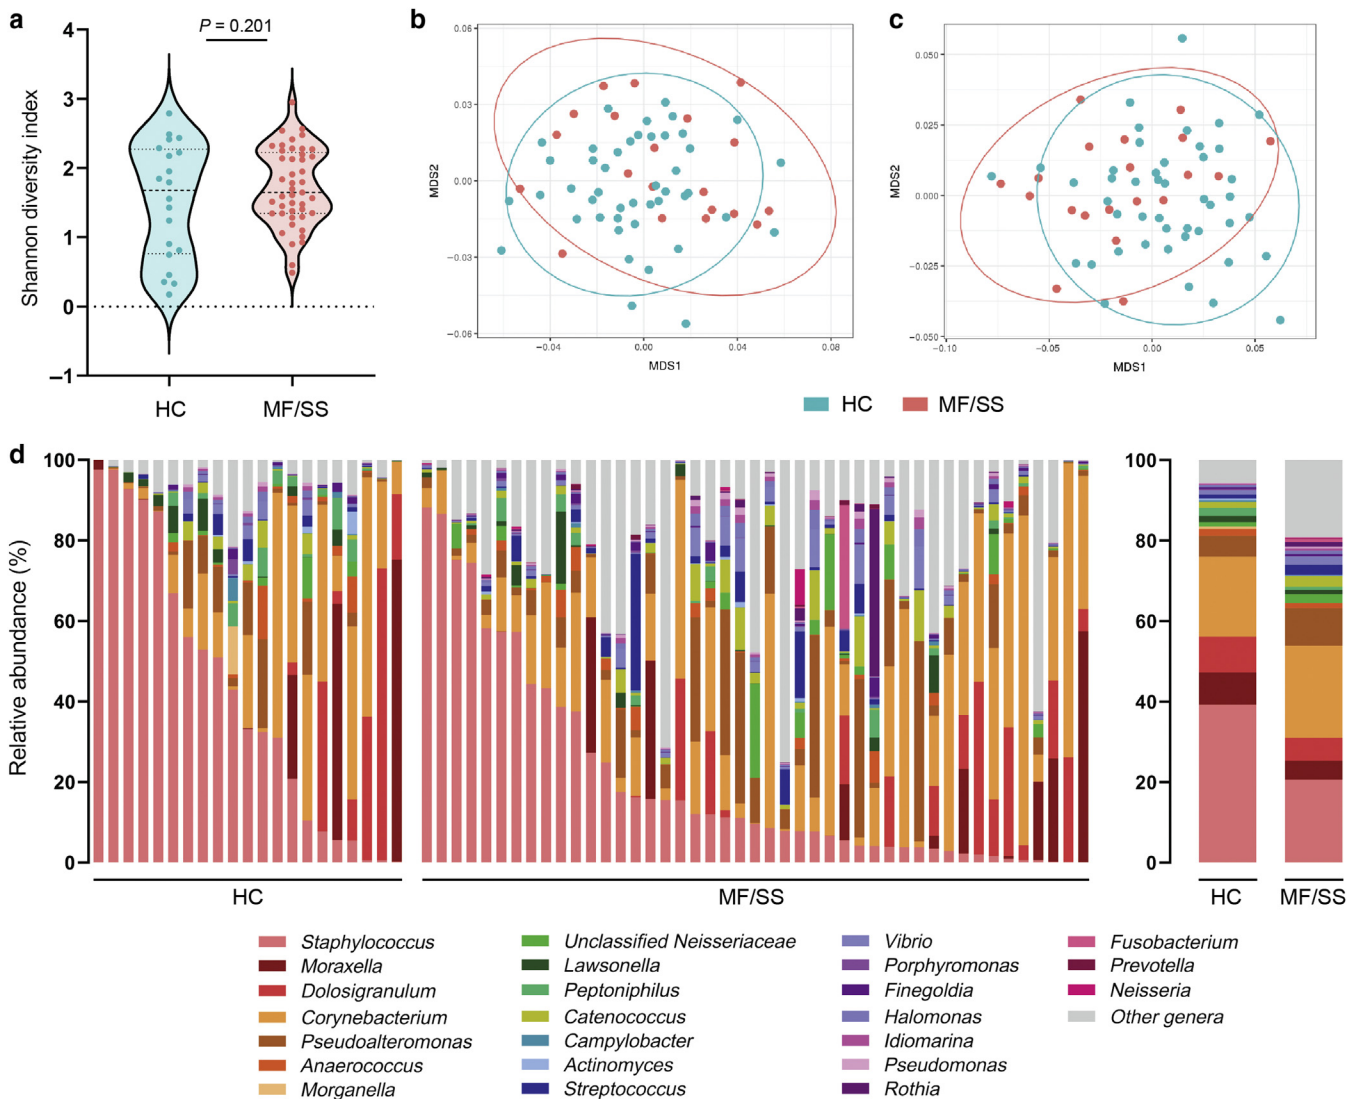 a
P = 0.201
Shannon diversity index
4
3
2
1
0
–1
HC
MF/SS
b
MDS2
0.06
0.03
0.00
−0.03
−0.06
−0.04
0.00
0.04
0.08
MDS1
c
MDS2
0.050
0.025
0.000
−0.025
−0.050
−0.10
−0.05
0.00
0.05
MDS1
HC
MF/SS
d
Relative abundance (%)
100
80
60
40
20
0
HC
MF/SS
100
80
60
40
20
0
HC
MF/SS
Staphylococcus
Moraxella
Dolosigranulum
Corynebacterium
Pseudoalteromonas
Anaerococcus
Morganella
Unclassified Neisseriaceae
Lawsonella
Peptoniphilus
Catenococcus
Campylobacter
Actinomyces
Streptococcus
Vibrio
Porphyromonas
Finegoldia
Halomonas
Idiomarina
Pseudomonas
Rothia
Fusobacterium
Prevotella
Neisseria
Other genera